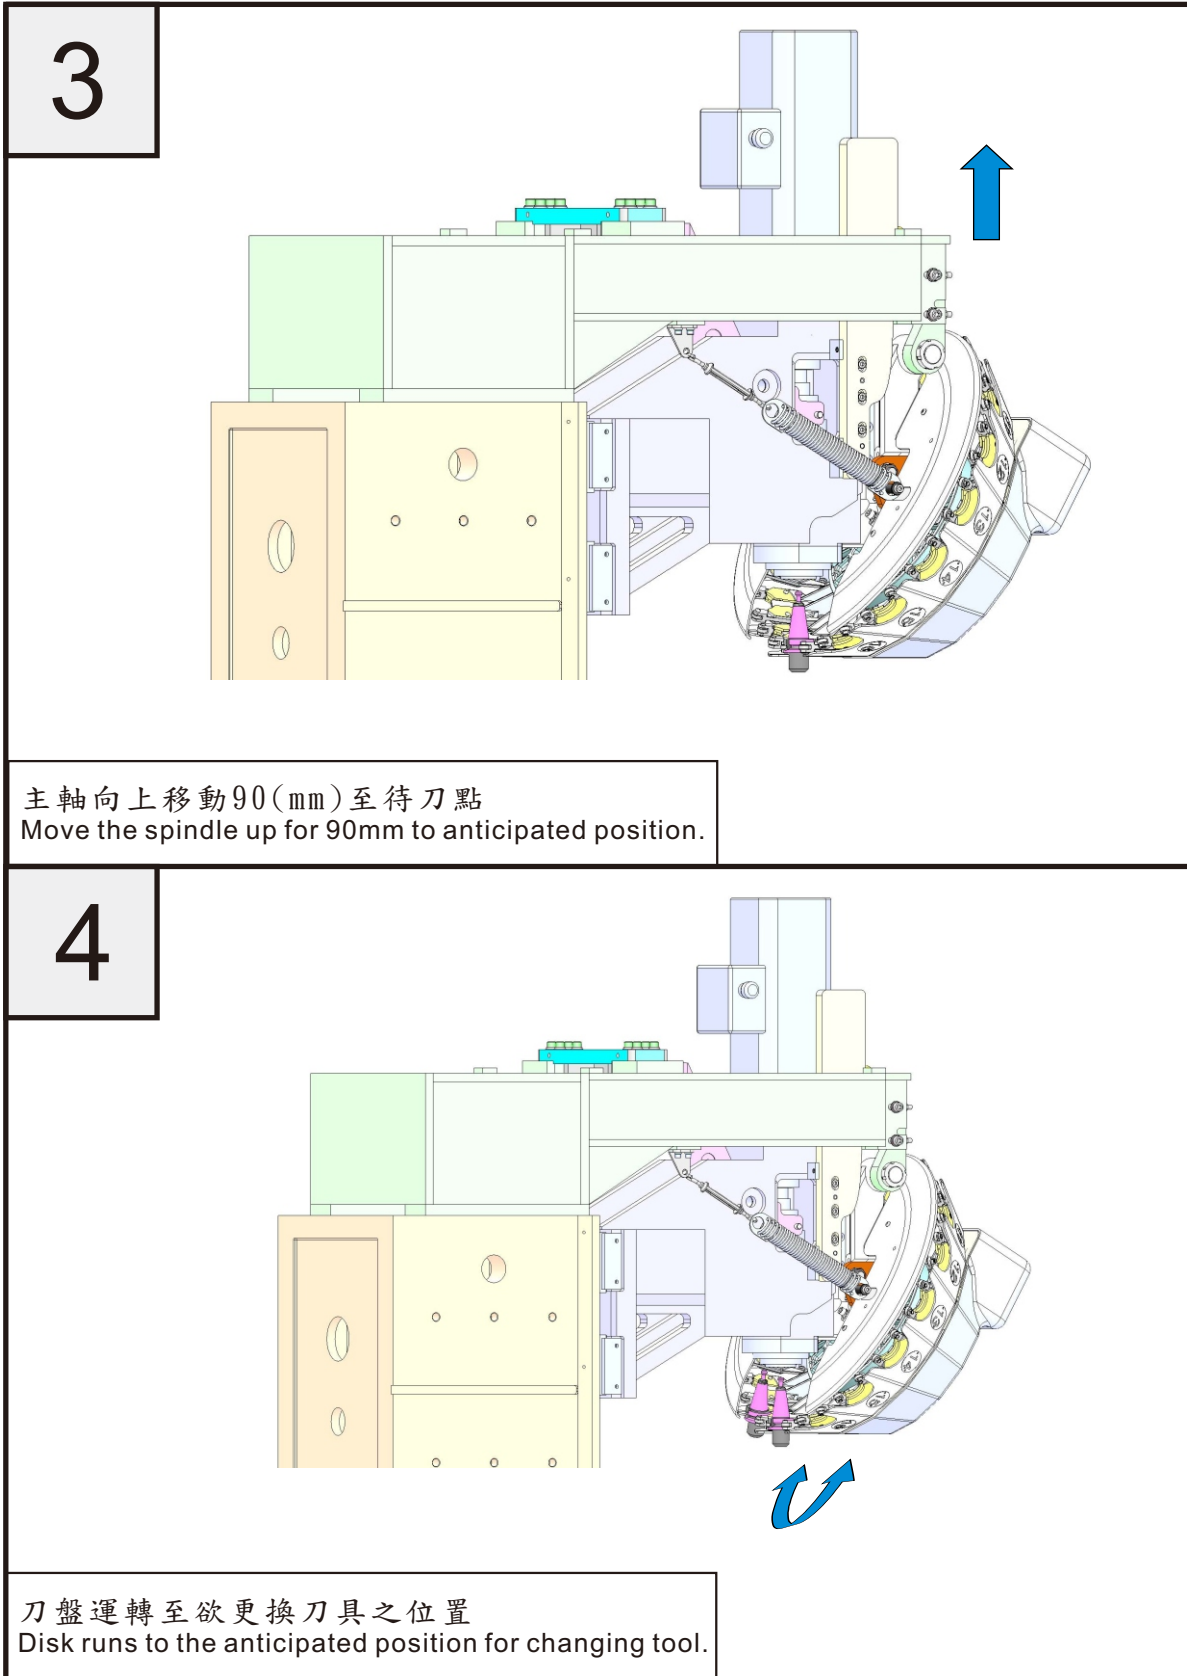 3
主軸向上移動90(mm)至待刀點
Move the spindle up for 90mm to anticipated position.
4
刀盤運轉至欲更換刀具之位置
Disk runs to the anticipated position for changing tool.